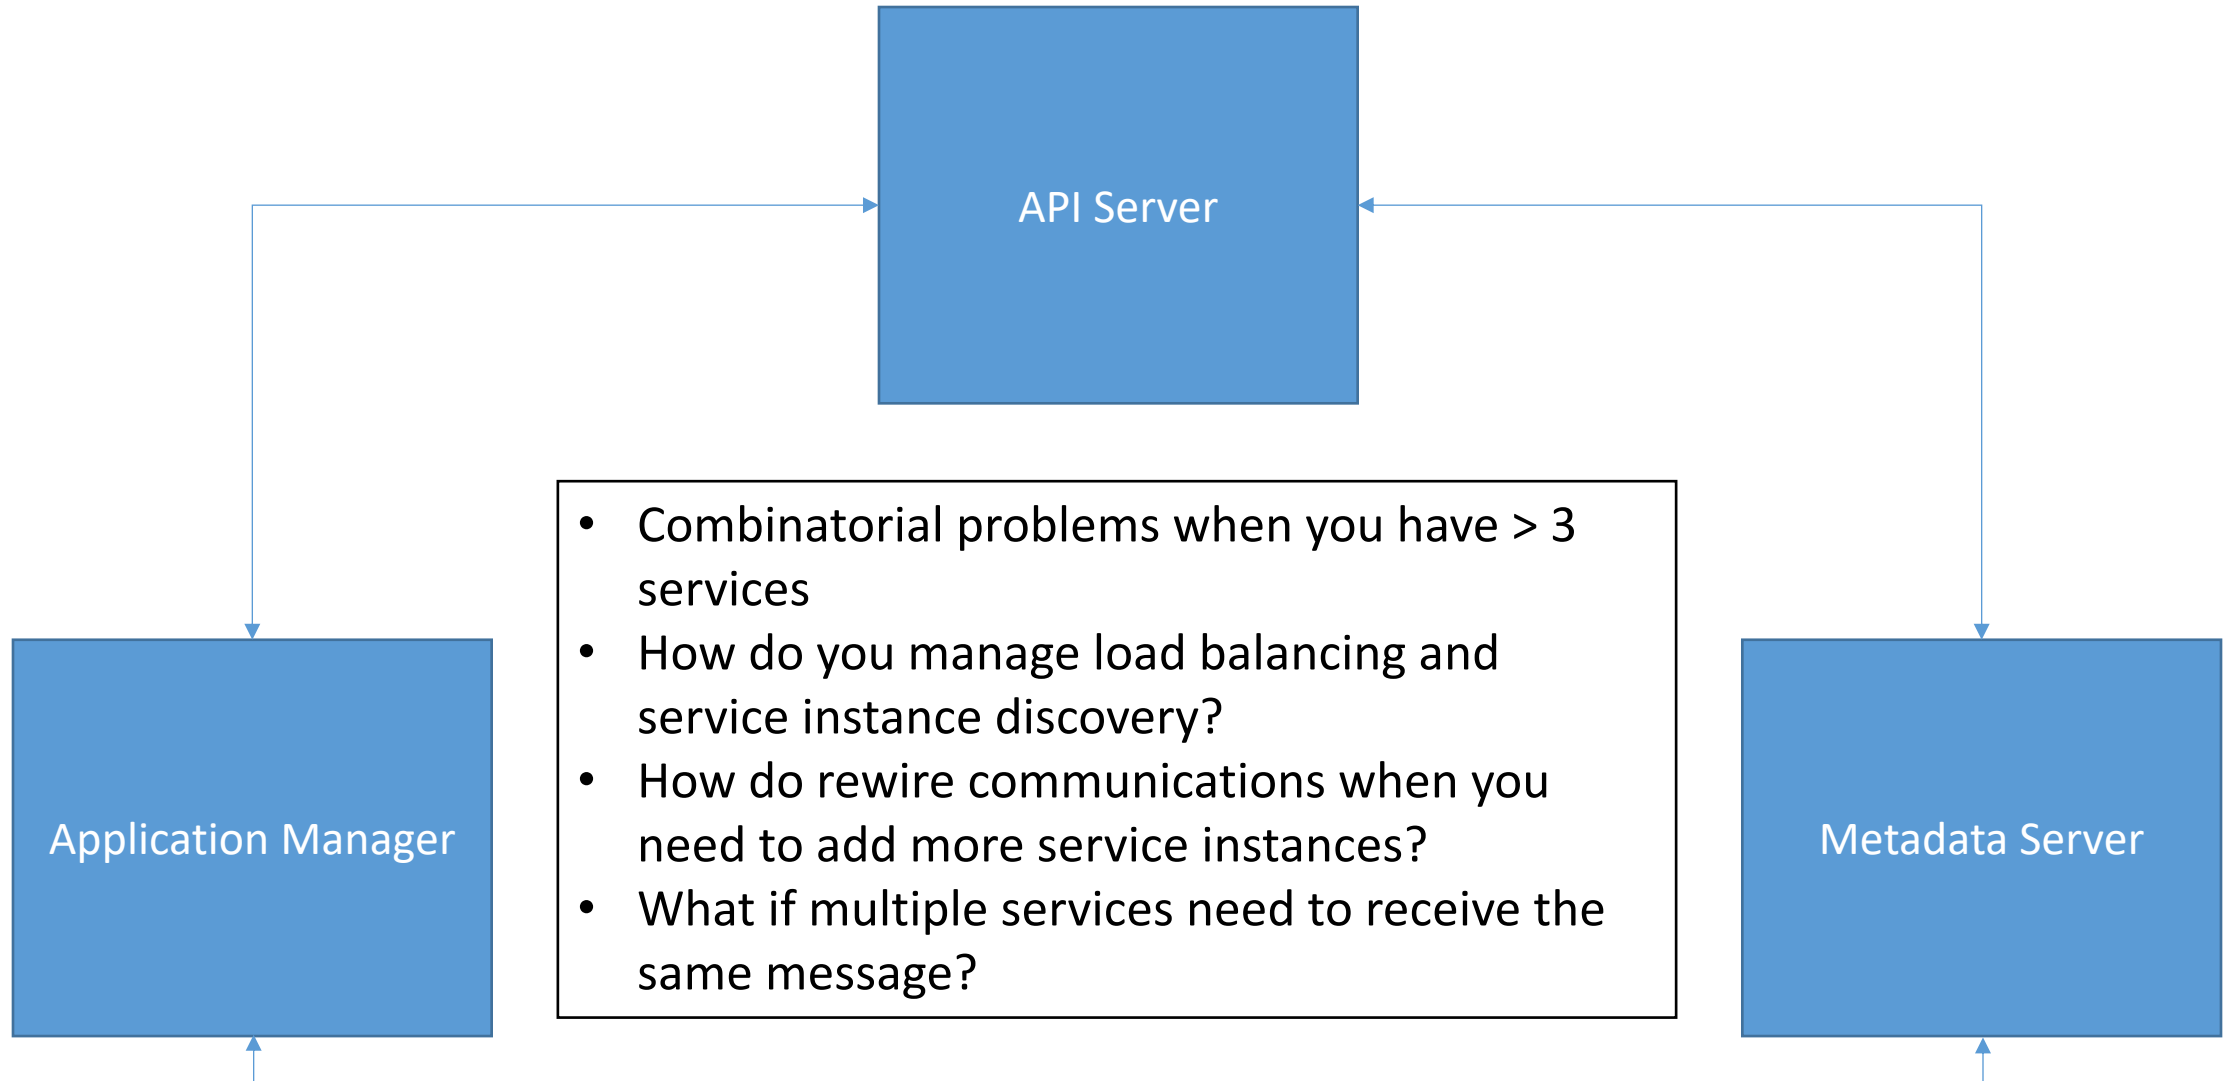 API Server
• Combinatorial problems when you have > 3
services
• How do you manage load balancing and
service instance discovery?
• How do rewire communications when you
need to add more service instances?
• What if multiple services need to receive the
same message?
Application Manager
Metadata Server